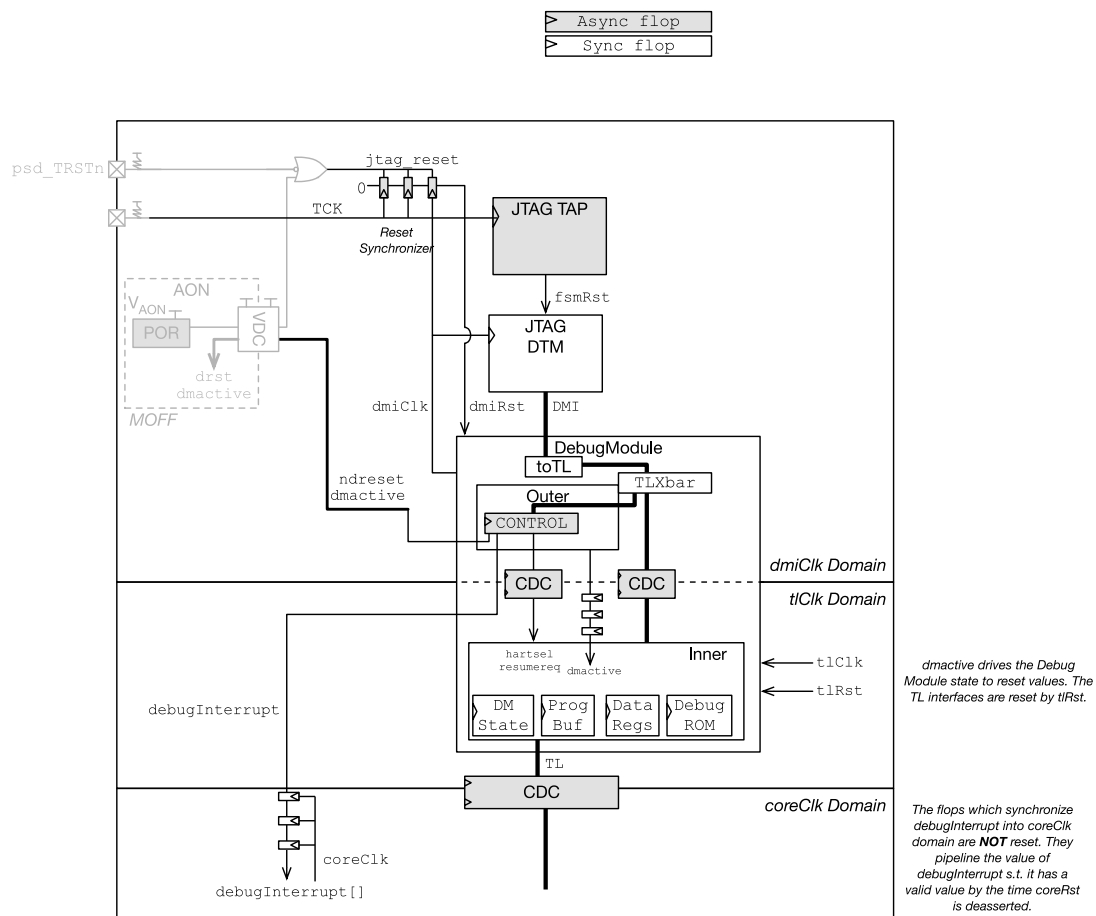 Async flop
Sync flop
psd_TRSTn
jtag_reset
0
TCK
Reset
Synchronizer
JTAG TAP
fsmRst
AON
VAON
POR
VDC
drst
dmactive
MOFF
JTAG
DTM
dmiClk
dmiRst
DMI
DebugModule
toTL
TLXbar
ndreset
dmactive
Outer
CONTROL
CDC
CDC
dmiClk Domain
tlClk Domain
hartsel
resumereq
dmactive
Inner
DM
State
Prog
Buf
Data
Regs
Debug
ROM
tlClk
tlRst
dmactive drives the Debug
Module state to reset values. The
TL interfaces are reset by tlRst.
debugInterrupt
TL
CDC
coreClk Domain
coreClk
debugInterrupt[]
The flops which synchronize
debugInterrupt into coreClk
domain are NOT reset. They
pipeline the value of
debugInterrupt s.t. it has a
valid value by the time coreRst
is deasserted.